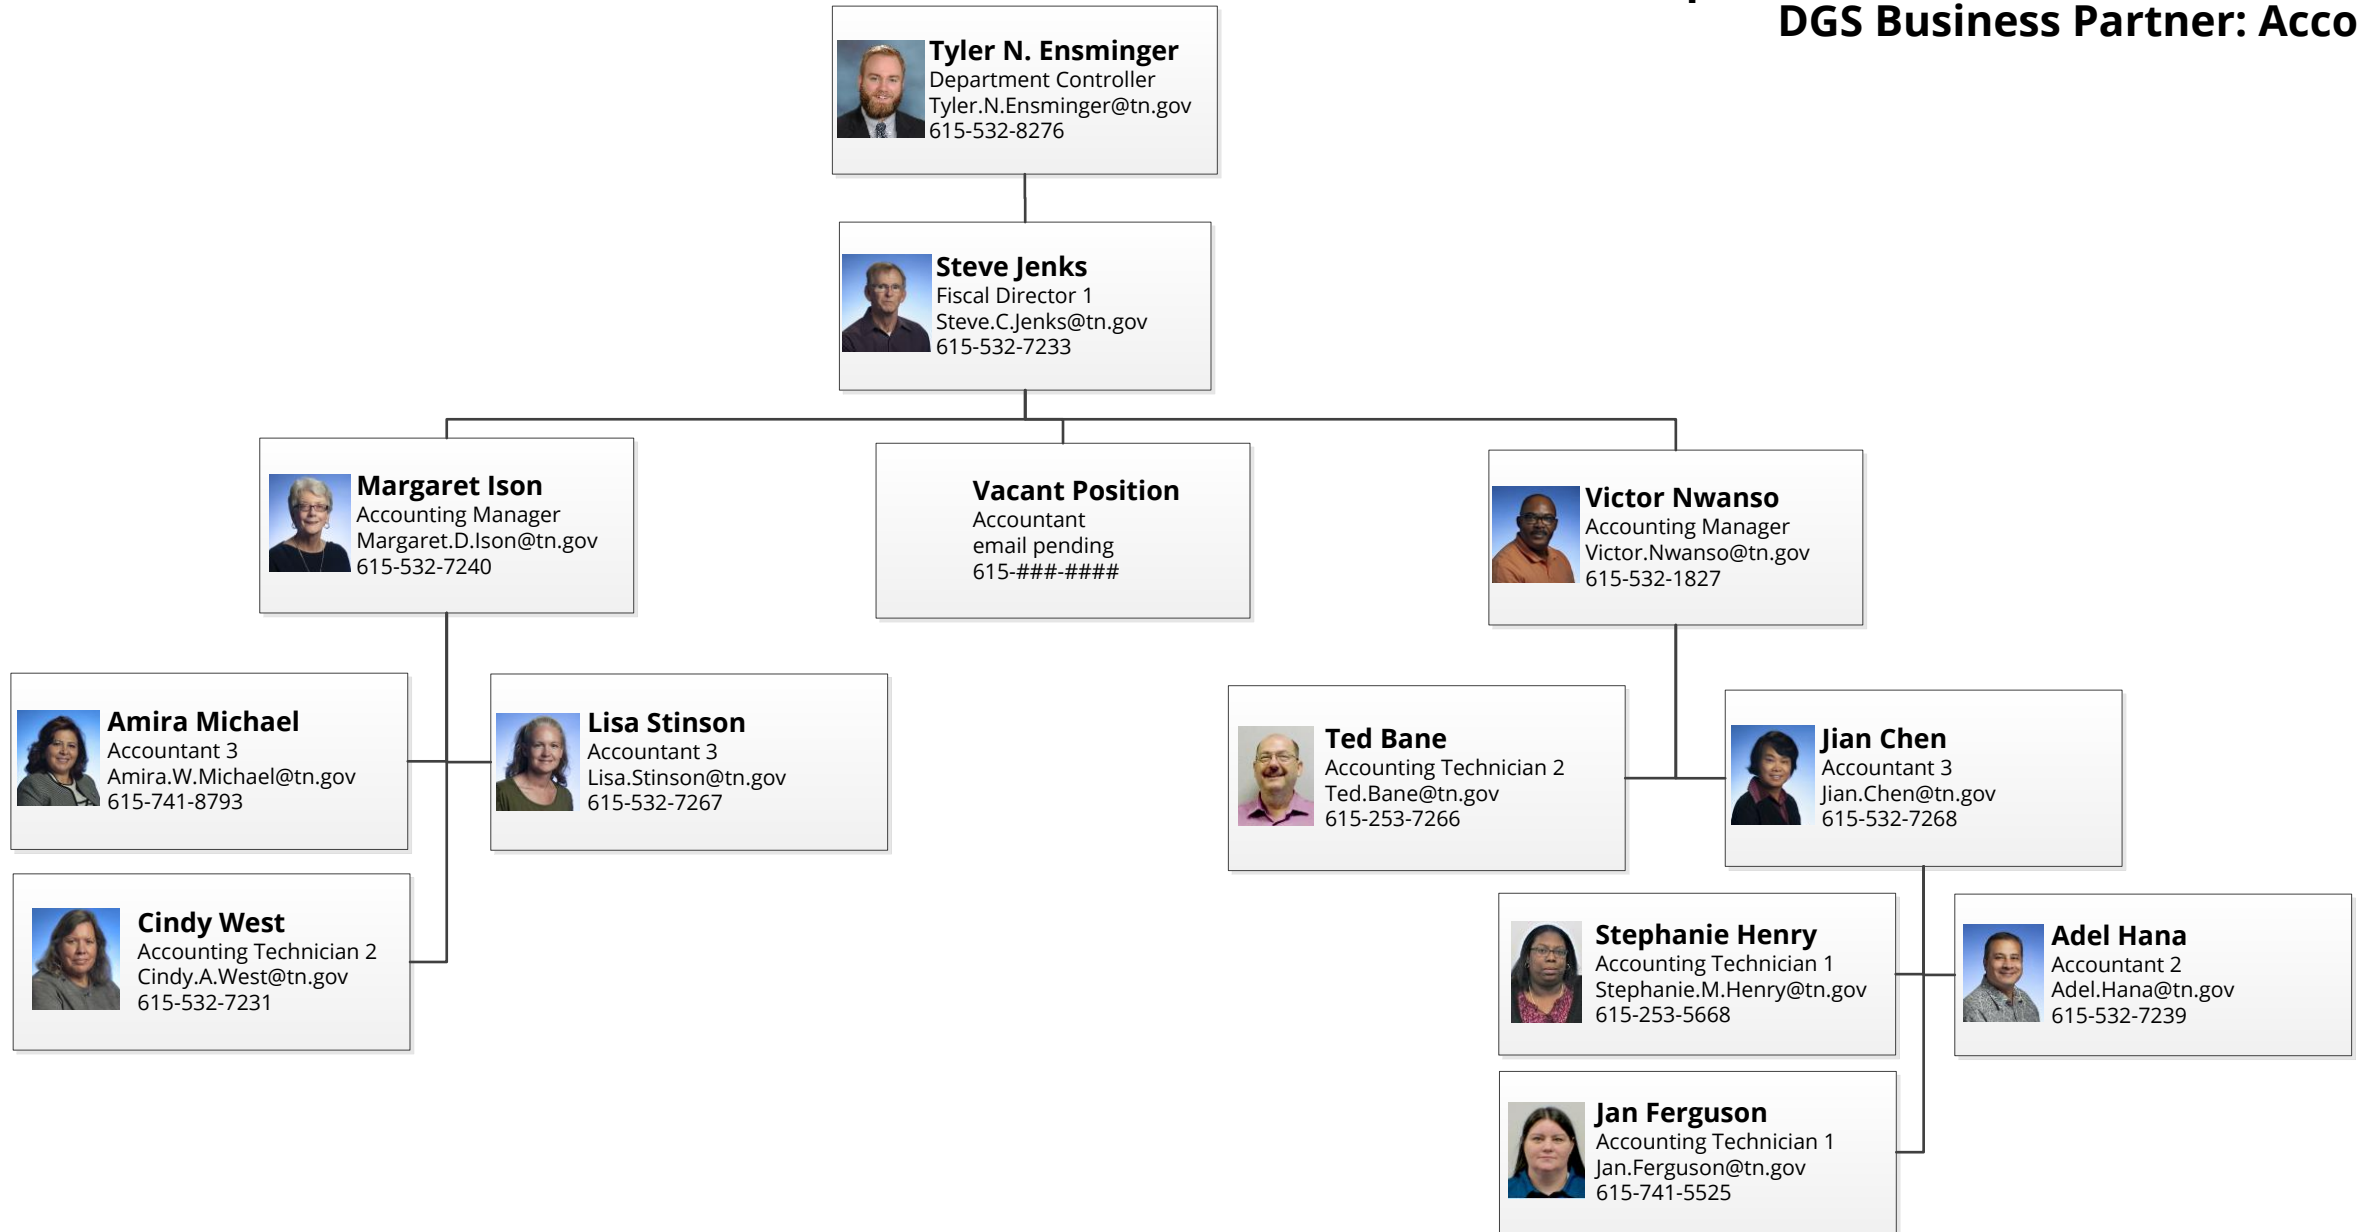 DGS Business Partner: Acco
Tyler N. Ensminger
Department Controller
Tyler.N.Ensminger@tn.gov
615-532-8276
Steve Jenks
Fiscal Director 1
Steve.C.Jenks@tn.gov
615-532-7233
Margaret Ison
Accounting Manager
Margaret.D.Ison@tn.gov
615-532-7240
Vacant Position
Accountant
email pending
615-###-####
Victor Nwanso
Accounting Manager
Victor.Nwanso@tn.gov
615-532-1827
Amira Michael
Accountant 3
Amira.W.Michael@tn.gov
615-741-8793
Lisa Stinson
Accountant 3
Lisa.Stinson@tn.gov
615-532-7267
Ted Bane
Accounting Technician 2
Ted.Bane@tn.gov
615-253-7266
Jian Chen
Accountant 3
Jian.Chen@tn.gov
615-532-7268
Cindy West
Accounting Technician 2
Cindy.A.West@tn.gov
615-532-7231
Stephanie Henry
Accounting Technician 1
Stephanie.M.Henry@tn.gov
615-253-5668
Adel Hana
Accountant 2
Adel.Hana@tn.gov
615-532-7239
Jan Ferguson
Accounting Technician 1
Jan.Ferguson@tn.gov
615-741-5525